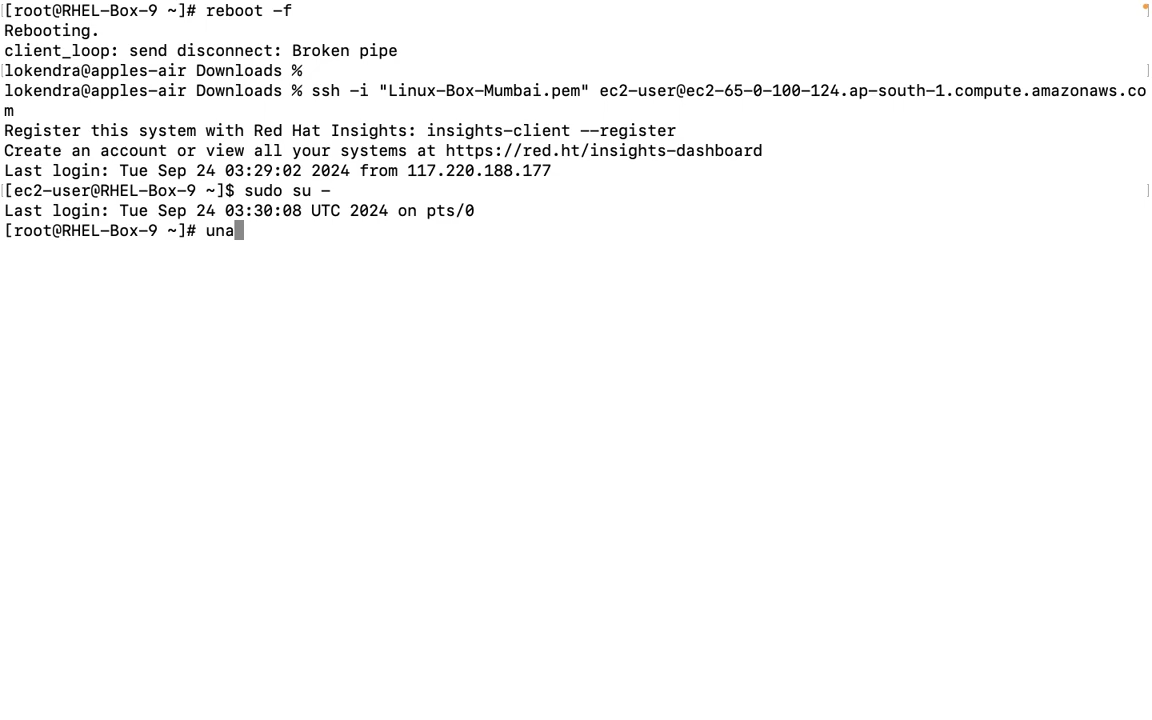 [root@RHEL-Box-9 ~]# reboot -f
Rebooting.
client_loop: send disconnect: Broken pipe
lokendra@apples-air Downloads %
lokendra@apples-air Downloads % ssh -i "Linux-Box-Mumbai.pem" ec2-user@ec2-65-0-100-124.ap-south-1.compute.amazonaws.co
m
Register this system with Red Hat Insights: insights-client --register
Create an account or view all your systems at https://red.ht/insights-dashboard
Last login: Tue Sep 24 03:29:02 2024 from 117.220.188.177
[ec2-user@RHEL-Box-9 ~]$ sudo su -
Last login: Tue Sep 24 03:30:08 UTC 2024 on pts/0
[root@RHEL-Box-9 ~]# una